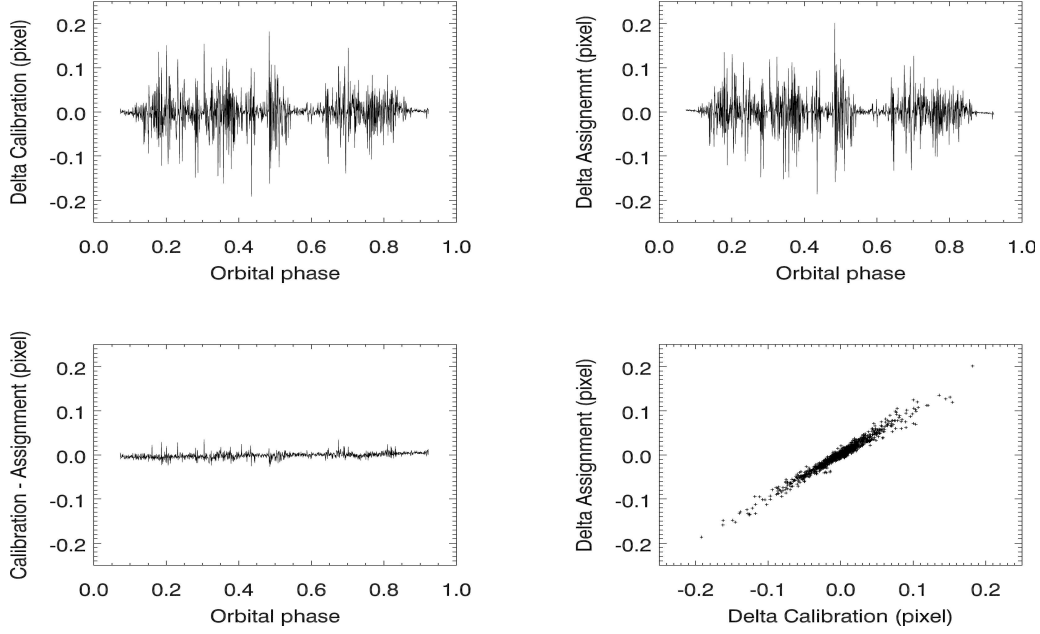 Delta Calibration (pixel)
0.2
0.1
0.0
-0.1
-0.2
0.0 0.2 0.4 0.6 0.8 1.0
Orbital phase
Delta Assignemnt (pixel)
0.2
0.1
0.0
-0.1
-0.2
0.0 0.2 0.4 0.6 0.8 1.0
Orbital phase
Calibration - Assignment (pixel)
0.2
0.1
0.0
-0.1
-0.2
0.0 0.2 0.4 0.6 0.8 1.0
Orbital phase
Delta Assignment (pixel)
0.2
0.1
0.0
-0.1
-0.2
-0.2 -0.1 0.0 0.1 0.2
Delta Calibration (pixel)